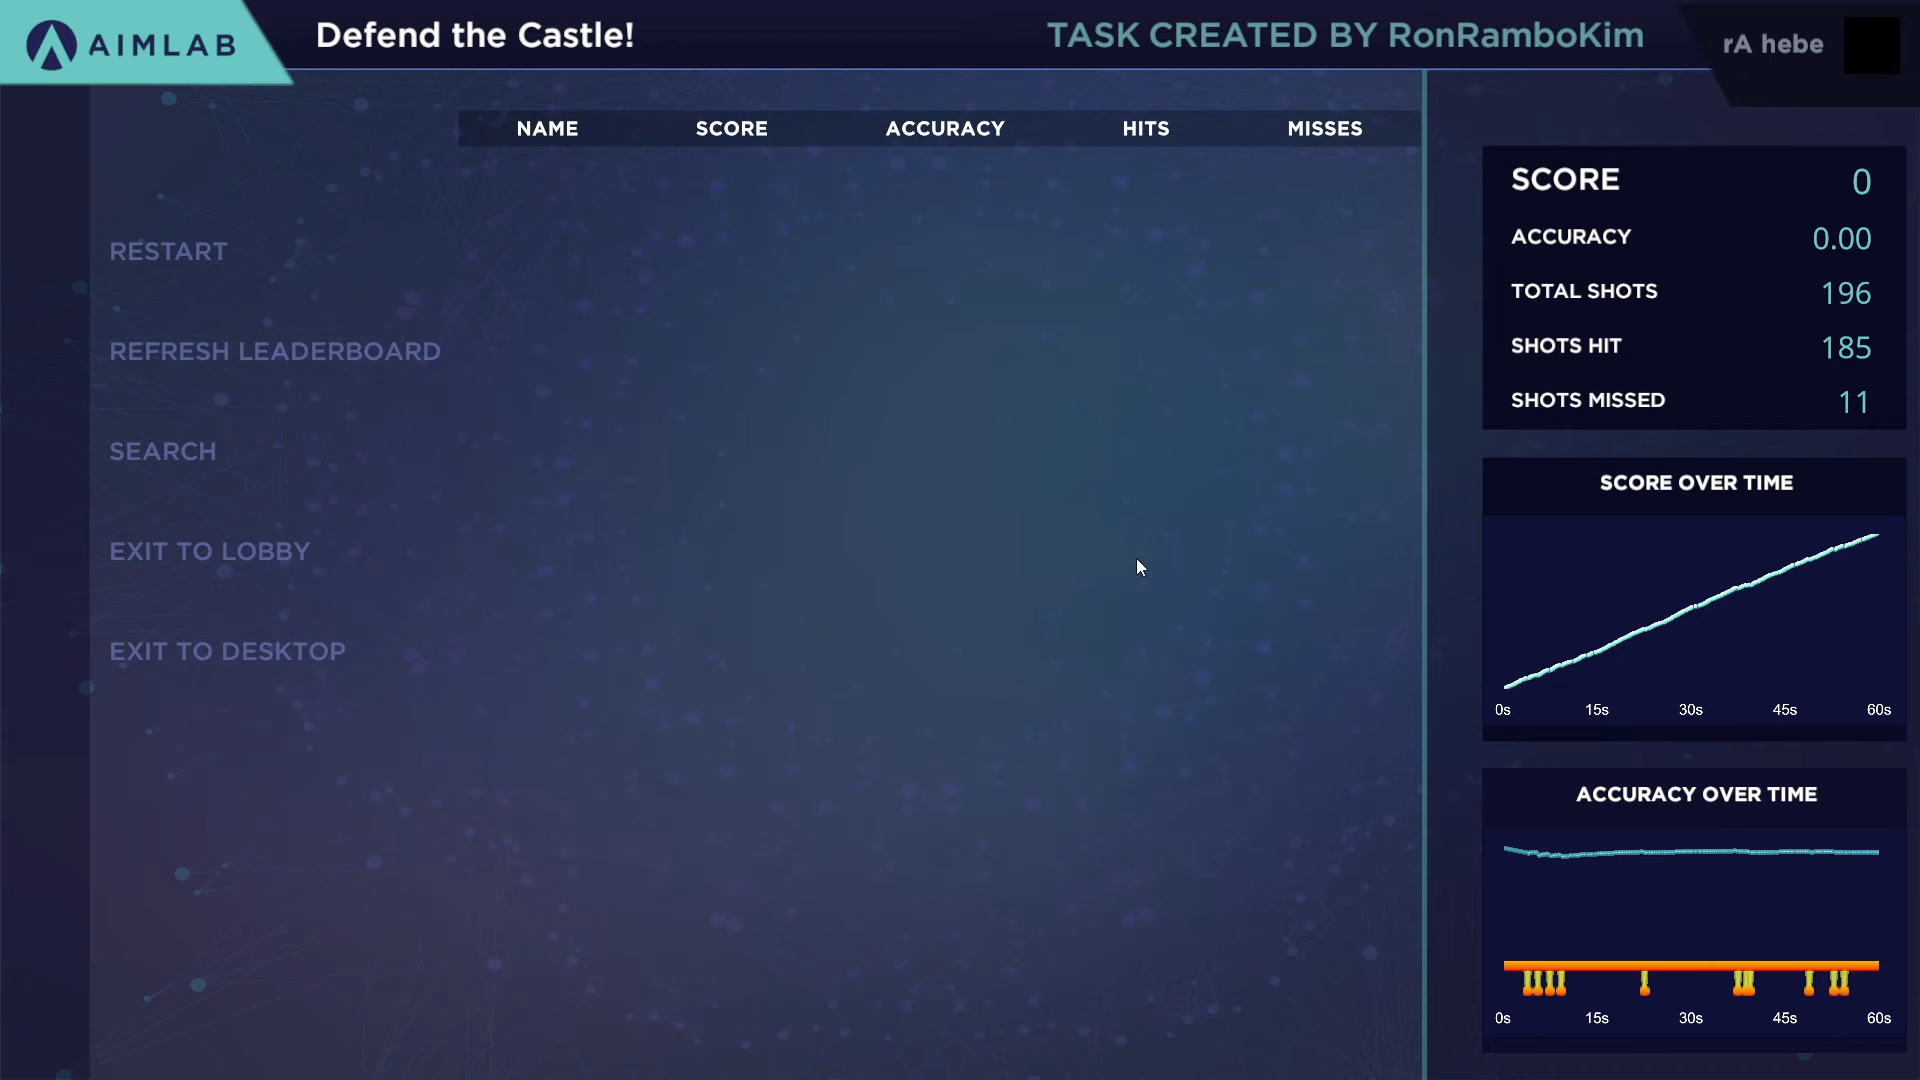 AIMLAB
Defend the Castle!
TASK CREATED BY RonRamboKim
rA hebe
NAME SCORE ACCURACY HITS MISSES
RESTART
REFRESH LEADERBOARD
SEARCH
EXIT TO LOBBY
EXIT TO DESKTOP
SCORE 0
ACCURACY 0.00
TOTAL SHOTS 196
SHOTS HIT 185
SHOTS MISSED 11
SCORE OVER TIME
0s 15s 30s 45s 60s
ACCURACY OVER TIME
0s 15s 30s 45s 60s